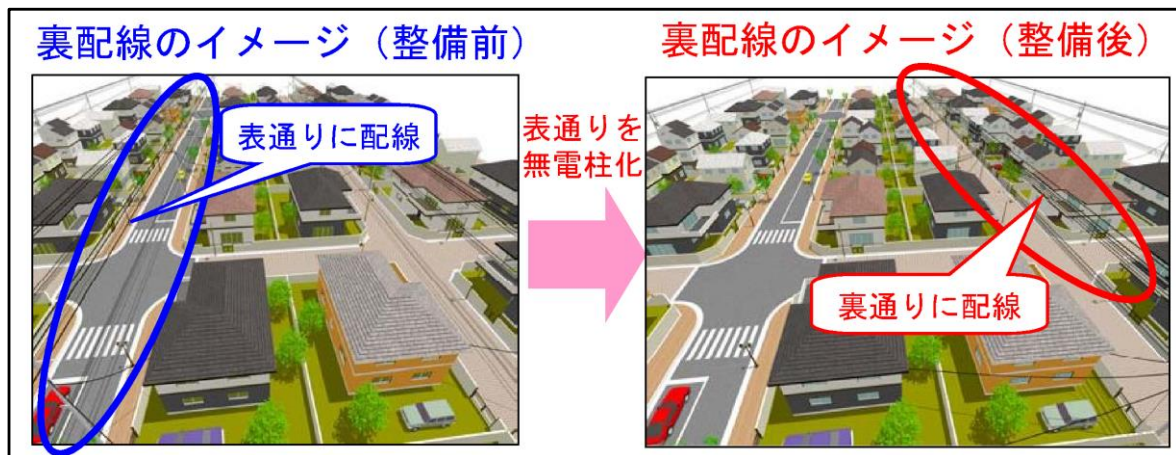 裏配線のイメージ（整備前）
表通りに配線
表通りを
無電柱化
裏配線のイメージ（整備後）
裏通りに配線